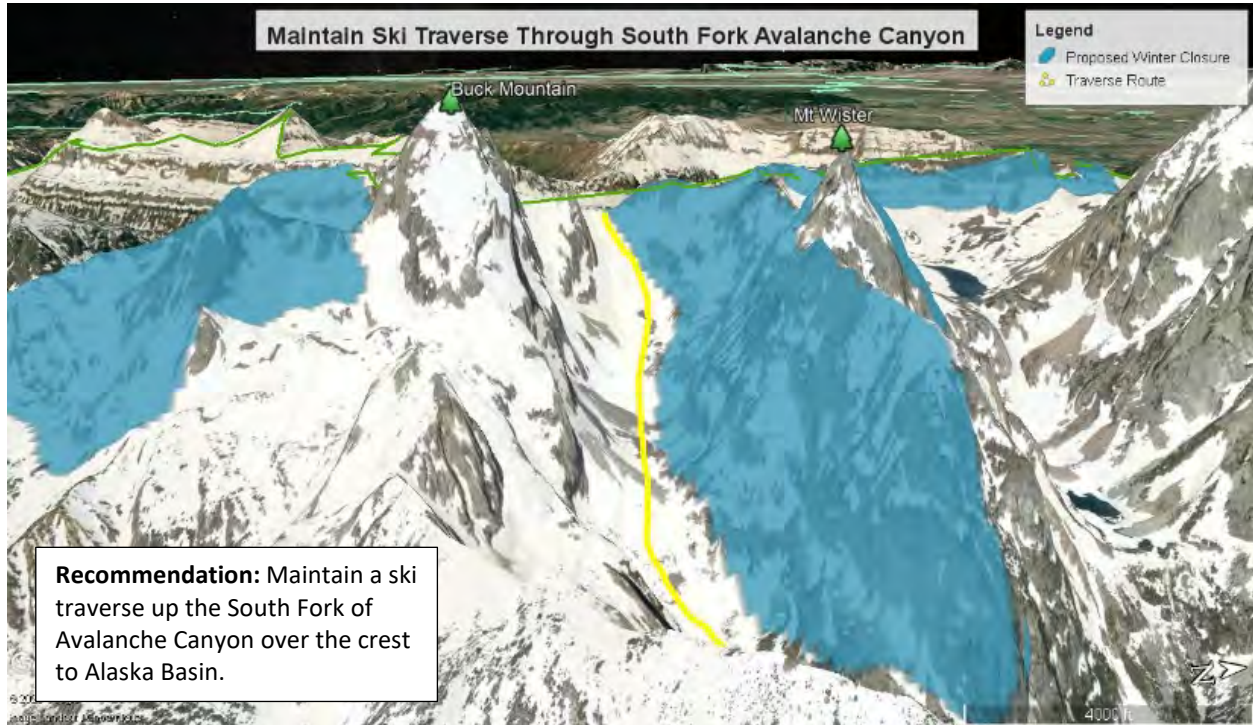 Maintain Ski Traverse Through South Fork Avalanche Canyon
Legend
Proposed Winter Closure
Traverse Route
Buck Mountain
Mt Wister
Recommendation: Maintain a ski
traverse up the South Fork of
Avalanche Canyon over the crest
to Alaska Basin.
N
4000 ft